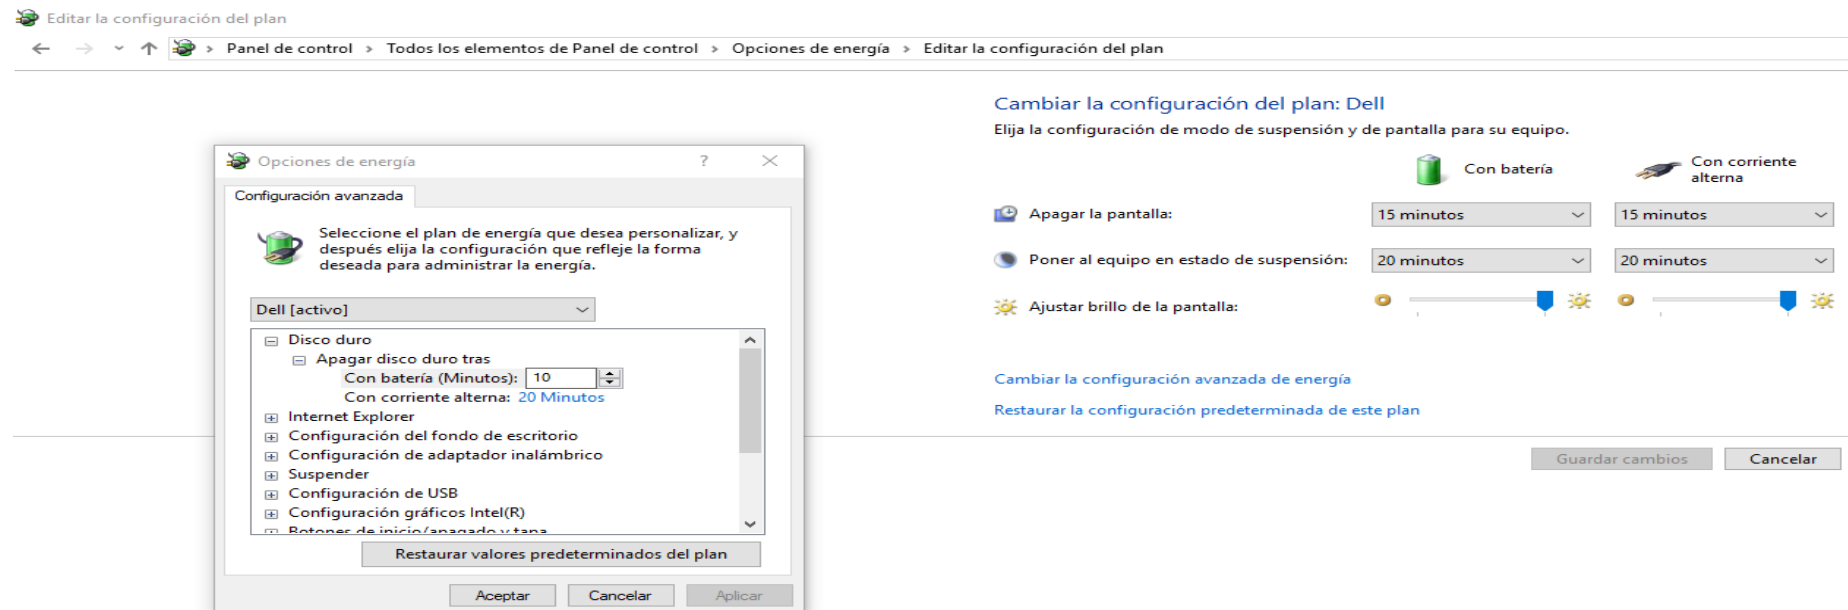 Editar la configuración del plan
Panel de control > Todos los elementos de Panel de control > Opciones de energía > Editar la configuración del plan
Cambiar la configuración del plan: Dell
Elija la configuración de modo de suspensión y de pantalla para su equipo.
Con batería
Con corriente
alterna
Apagar la pantalla: 15 minutos 15 minutos
Poner al equipo en estado de suspensión: 20 minutos 20 minutos
Ajustar brillo de la pantalla:
Cambiar la configuración avanzada de energía
Restaurar la configuración predeterminada de este plan
Guardar cambios Cancelar
Opciones de energía ?
Configuración avanzada
Seleccione el plan de energía que desea personalizar, y
después elija la configuración que refleje la forma
deseada para administrar la energía.
Dell [activo]
Disco duro
Apagar disco duro tras
Con batería (Minutos): 10
Con corriente alterna: 20 Minutos
Internet Explorer
Configuración del fondo de escritorio
Configuración de adaptador inalámbrico
Suspender
Configuración de USB
Configuración gráficos Intel(R)
Botones de inicio/apagado y tapa
Restaurar valores predeterminados del plan
Aceptar Cancelar Aplicar